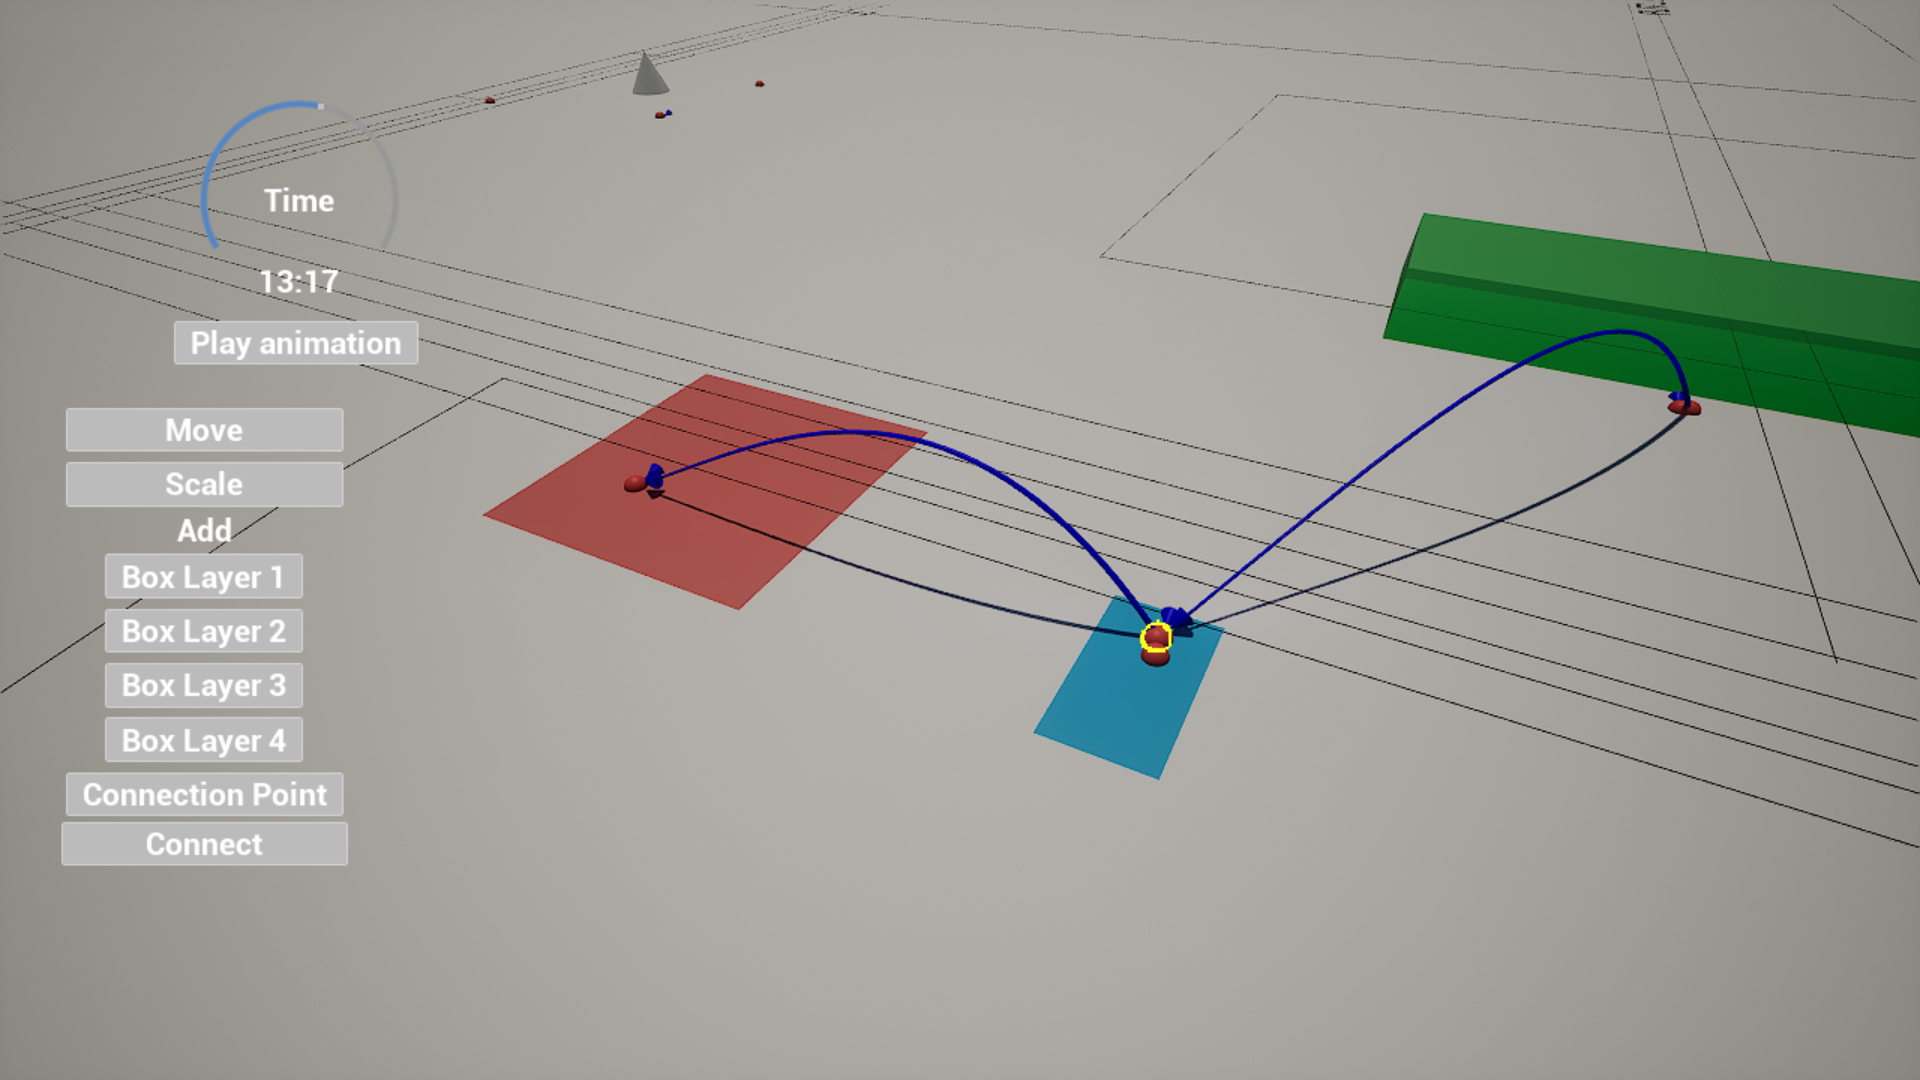 Time
13:17
Play animation
Move
Scale
Add
Box Layer 1
Box Layer 2
Box Layer 3
Box Layer 4
Connection Point
Connect